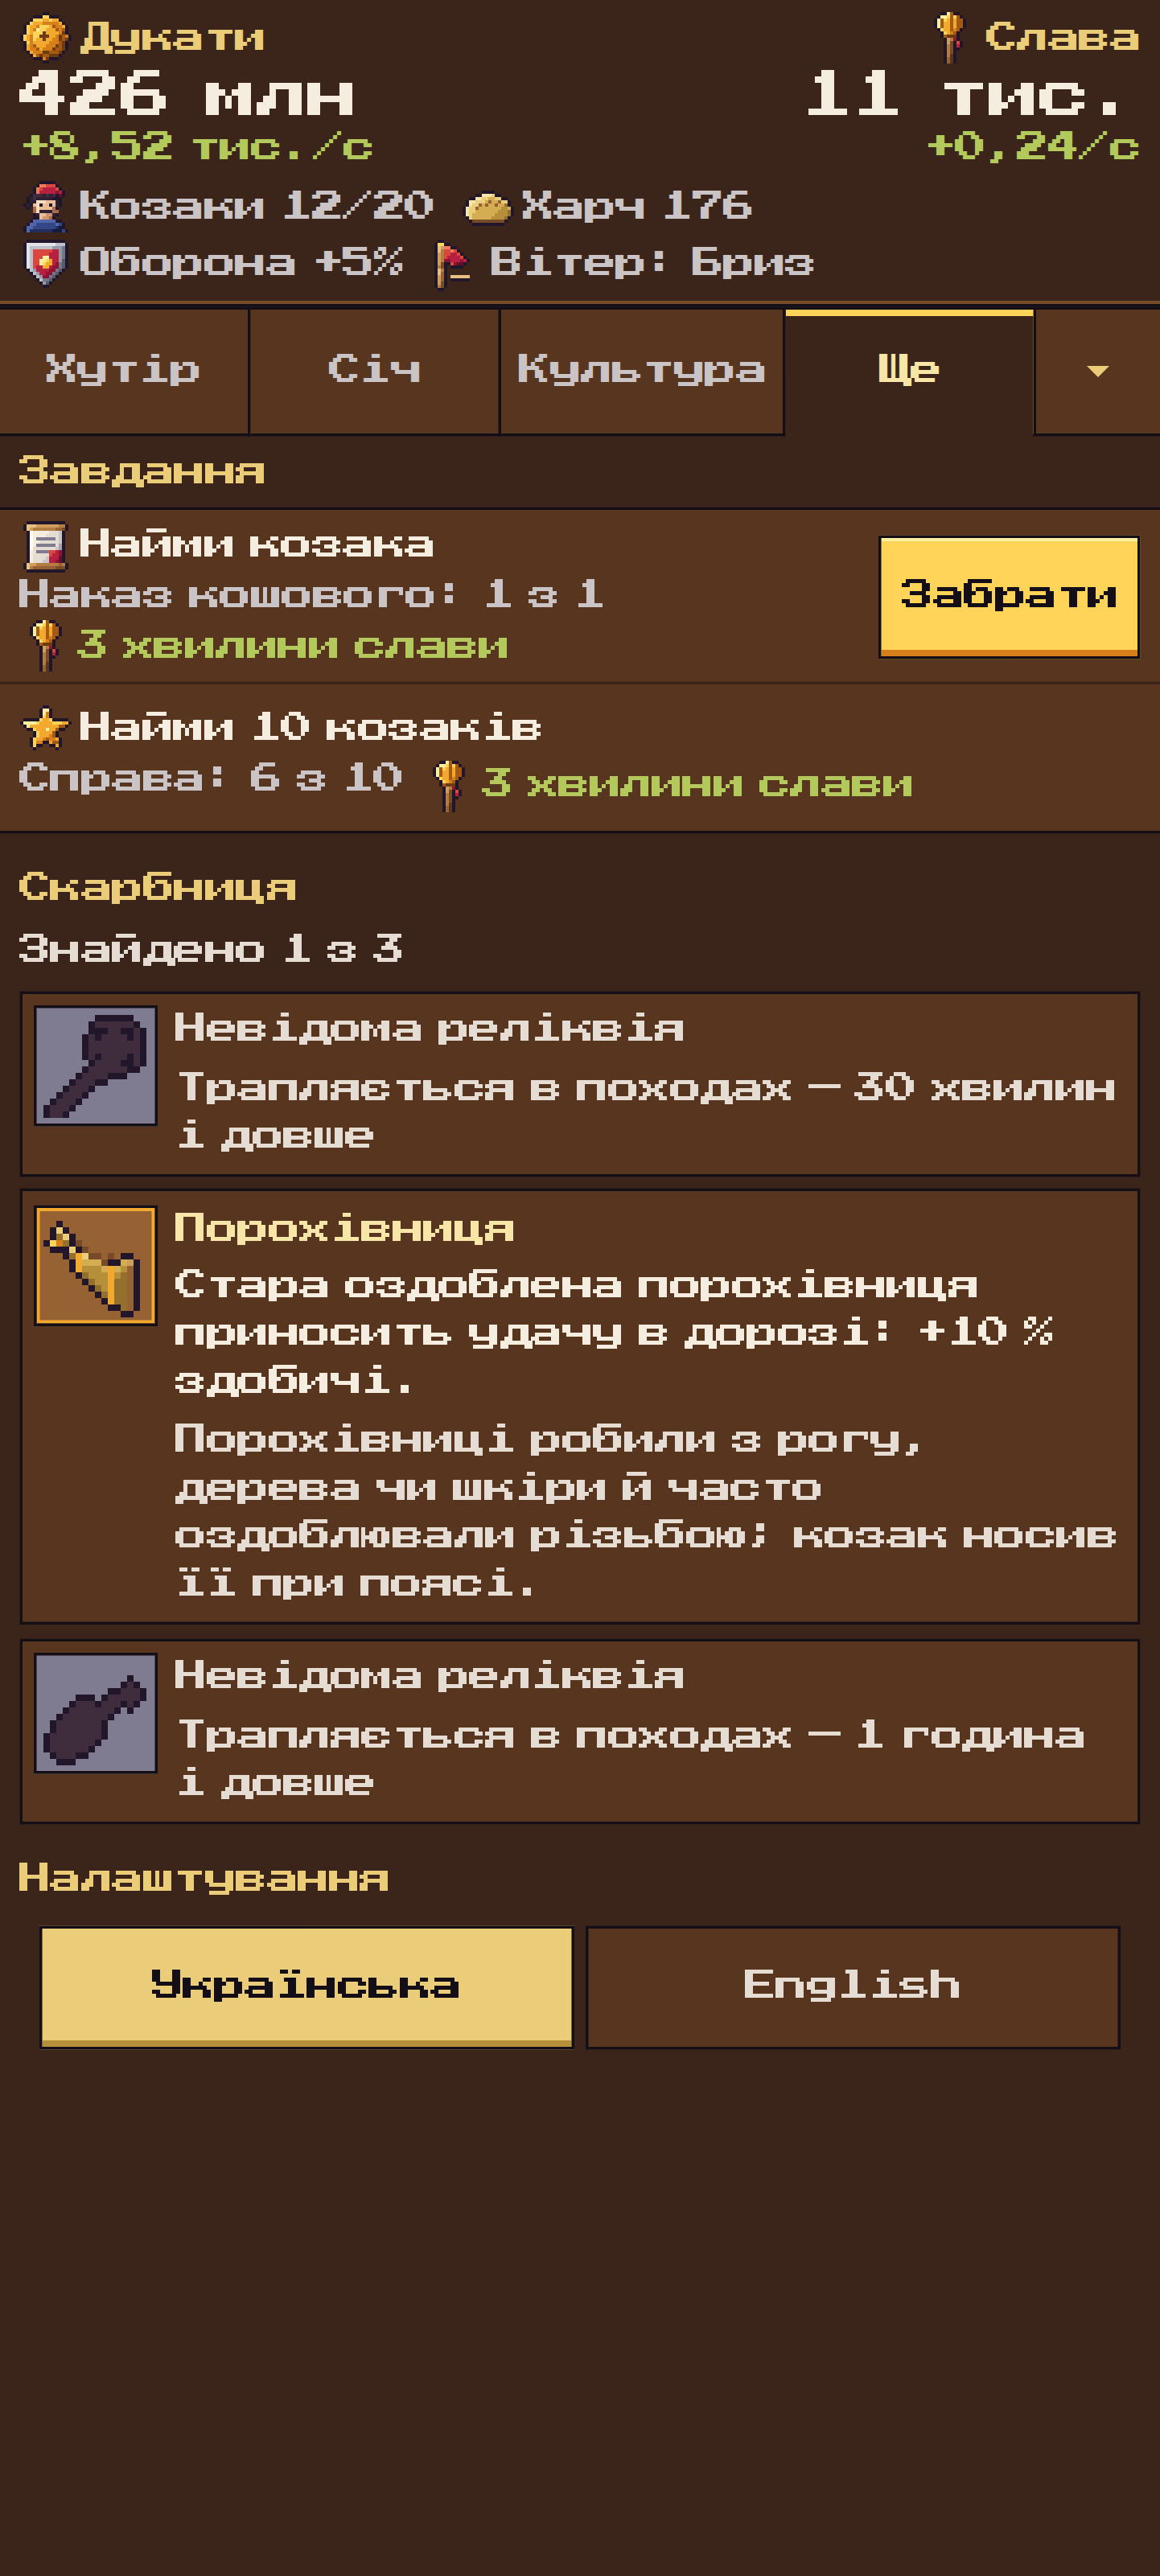 Дукати
Слава
426 млн
11 тис.
+8,52 тис./с
+0,24/с
Козаки 12/20 Харч 176
Оборона +5% Вітер: Бриз
Хутір Січ Культура Ще
Завдання
Найми козака
Наказ кошового: 1 з 1
3 хвилини слави
Забрати
Найми 10 козаків
Справа: 6 з 10 3 хвилини слави
Скарбниця
Знайдено 1 з 3
Невідома реліквія
Трапляється в походах — 30 хвилин
і довше
Порохівниця
Стара оздоблена порохівниця
приносить удачу в дорозі: +10 %
здобичі.
Порохівниці робили з рогу,
дерева чи шкіри й часто
оздоблювали різьбою; козак носив
її при поясі.
Невідома реліквія
Трапляється в походах — 1 година
і довше
Налаштування
Українська English